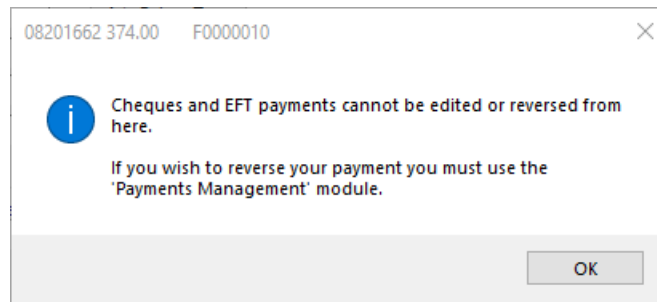 08201662 374.00 F0000010
Cheques and EFT payments cannot be edited or reversed from
here.
If you wish to reverse your payment you must use the
'Payments Management' module.
OK